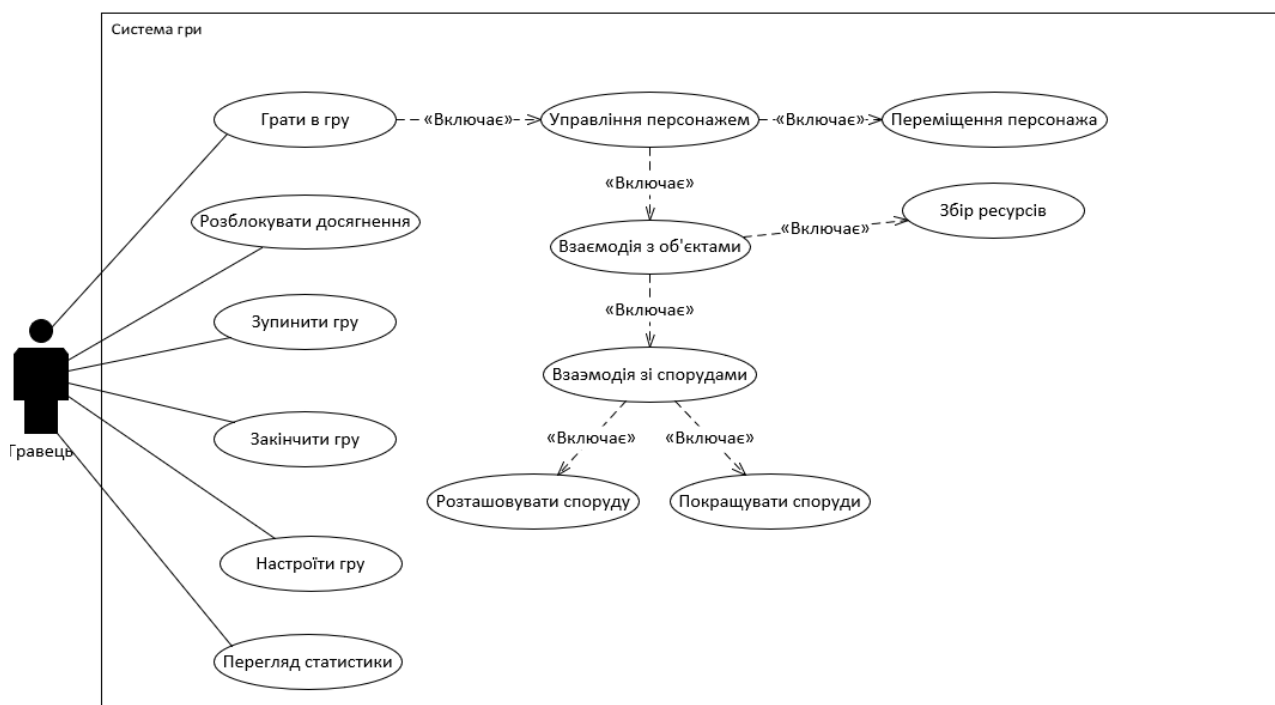 Система гри
Грати в гру
«Включає»
Управління персонажем
«Включає»
Переміщення персонажа
«Включає»
Розблокувати досягнення
Збір ресурсів
«Включає»
Взаємодія з об'єктами
Зупинити гру
«Включає»
Взаэмодія зі спорудами
Закінчити гру
«Включає»
«Включає»
Гравець
Розташовувати споруду
Покращувати споруди
Настроїти гру
Перегляд статистики